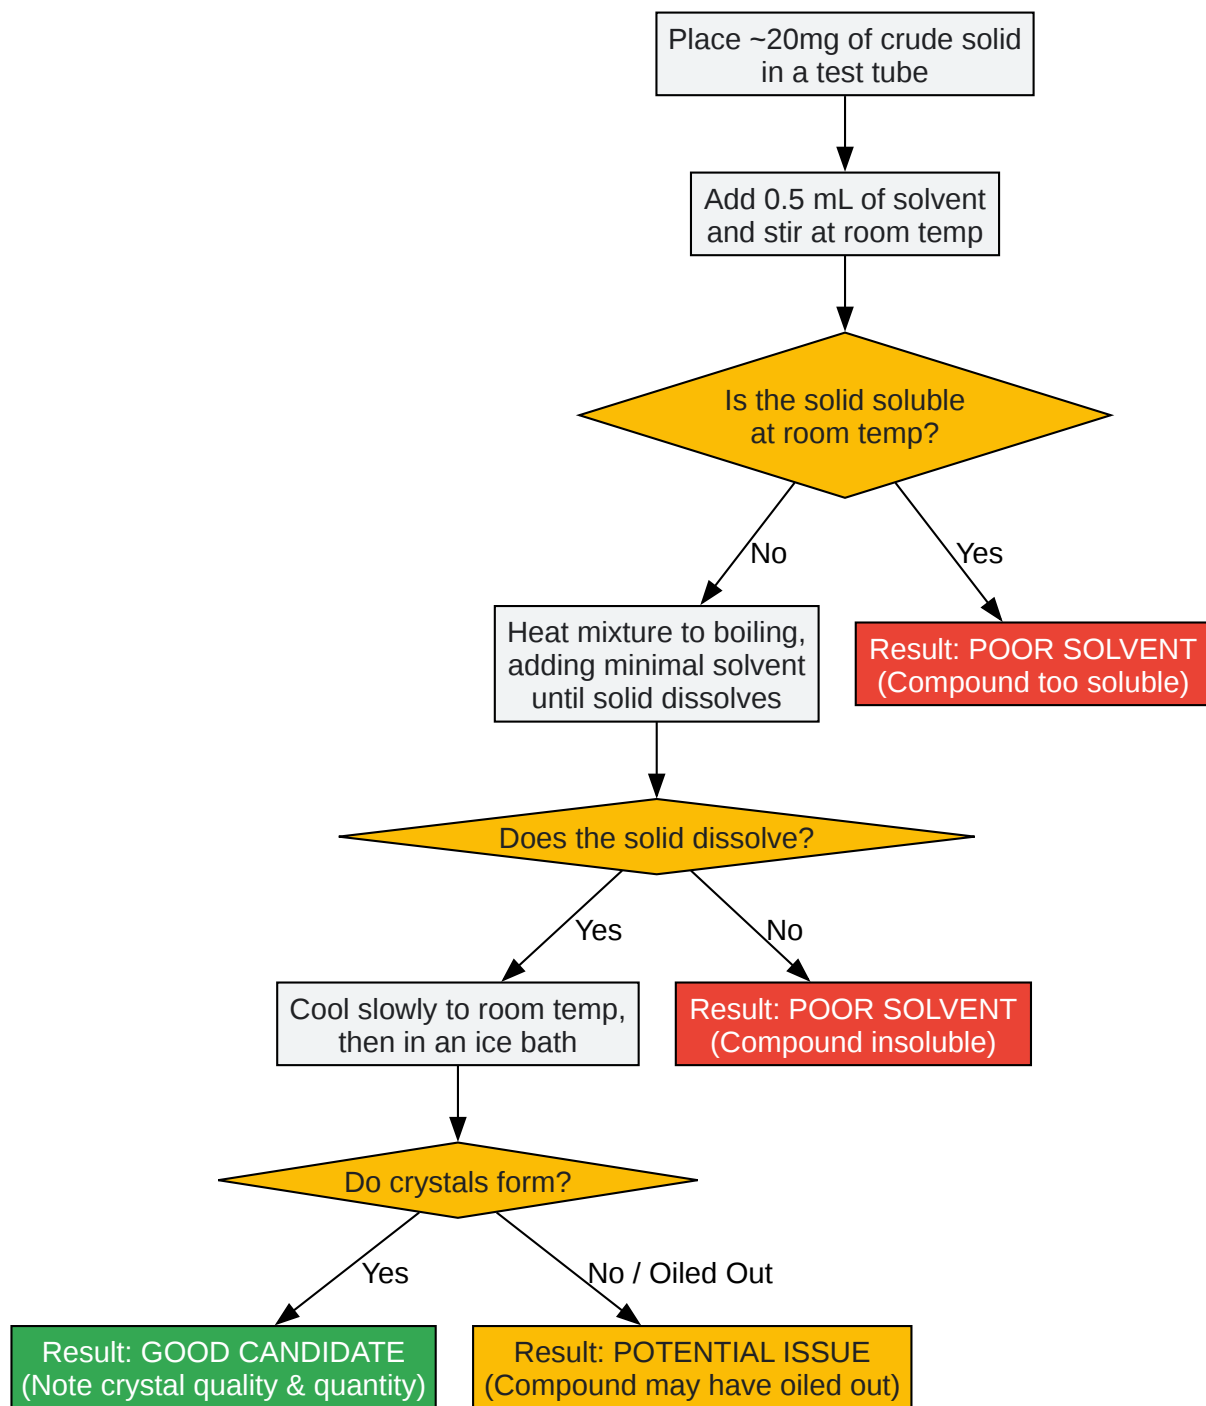 Place ~20mg of crude solid
in a test tube
Add 0.5 mL of solvent
and stir at room temp
Is the solid soluble
at room temp?
No
Yes
Heat mixture to boiling,
adding minimal solvent
until solid dissolves
Result: POOR SOLVENT
(Compound too soluble)
Does the solid dissolve?
Yes
No
Cool slowly to room temp,
then in an ice bath
Result: POOR SOLVENT
(Compound insoluble)
Do crystals form?
Yes
No / Oiled Out
Result: GOOD CANDIDATE
(Note crystal quality & quantity)
Result: POTENTIAL ISSUE
(Compound may have oiled out)